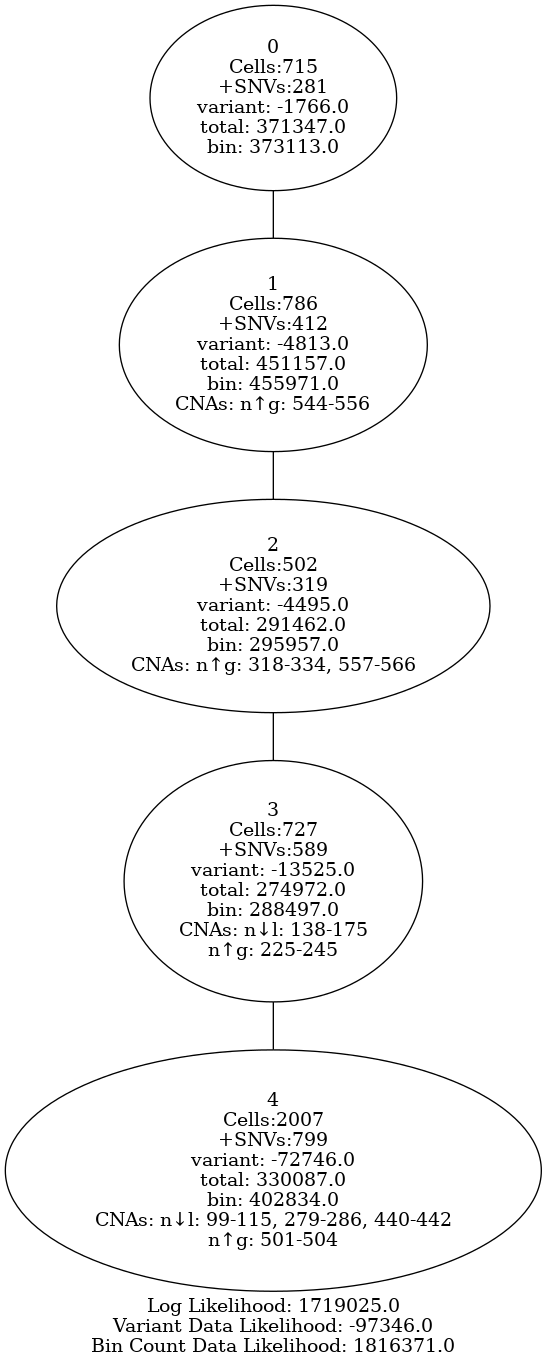 0
Cells:715
+SNVs:281
variant: -1766.0
total: 371347.0
bin: 373113.0
1
Cells:786
+SNVs:412
variant: -4813.0
total: 451157.0
bin: 455971.0
CNAs: n↑g: 544-556
2
Cells:502
+SNVs:319
variant: -4495.0
total: 291462.0
bin: 295957.0
CNAs: n↑g: 318-334, 557-566
3
Cells:727
+SNVs:589
variant: -13525.0
total: 274972.0
bin: 288497.0
CNAs: n↓l: 138-175
n↑g: 225-245
4
Cells:2007
+SNVs:799
variant: -72746.0
total: 330087.0
bin: 402834.0
CNAs: n↓l: 99-115, 279-286, 440-442
n↑g: 501-504
Log Likelihood: 1719025.0
Variant Data Likelihood: -97346.0
Bin Count Data Likelihood: 1816371.0